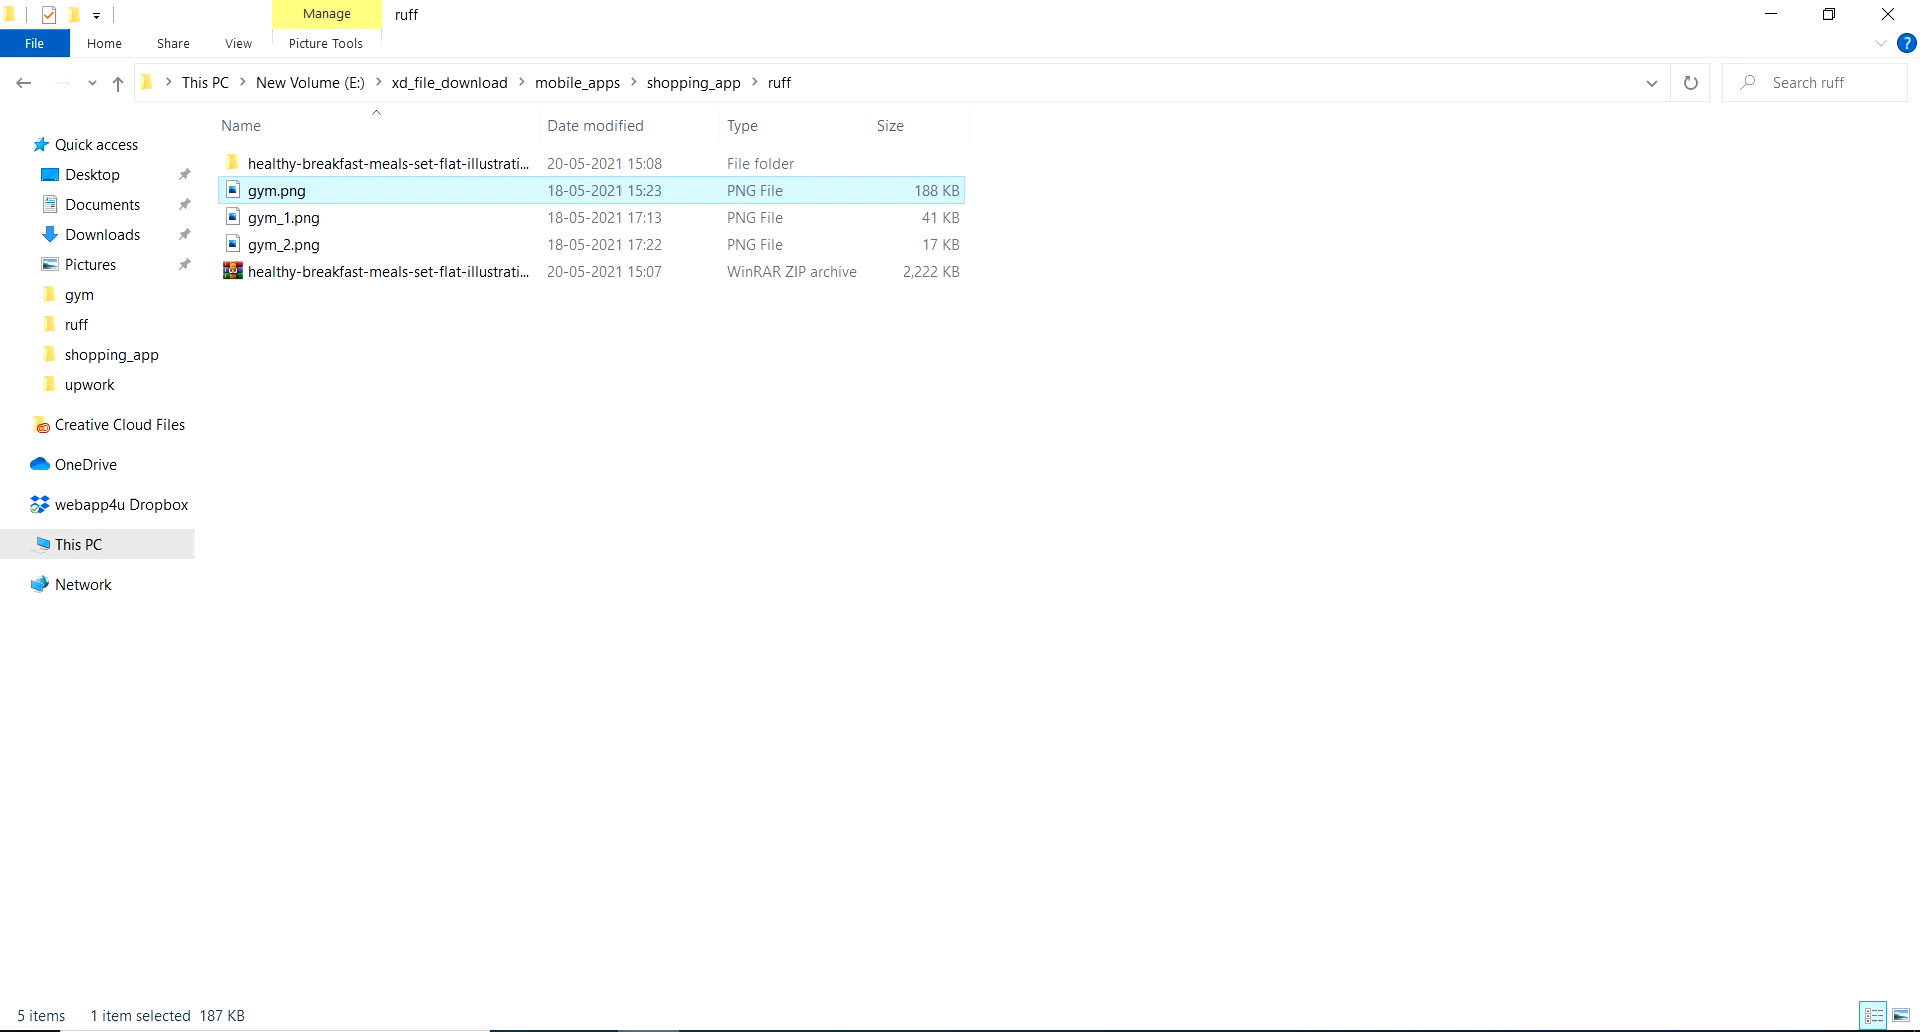 Manage ruff
File Home Share View Picture Tools
This PC New Volume (E:) xd_file_download mobile_apps shopping_app ruff Search ruff
Name Date modified Type Size
Quick access
Desktop
Documents
Downloads
Pictures
gym
ruff
shopping_app
upwork
Creative Cloud Files
OneDrive
webapp4u Dropbox
This PC
Network
healthy-breakfast-meals-set-flat-illustrati... 20-05-2021 15:08 File folder
gym.png 18-05-2021 15:23 PNG File 188 KB
gym_1.png 18-05-2021 17:13 PNG File 41 KB
gym_2.png 18-05-2021 17:22 PNG File 17 KB
healthy-breakfast-meals-set-flat-illustrati... 20-05-2021 15:07 WinRAR ZIP archive 2,222 KB
5 items 1 item selected 187 KB